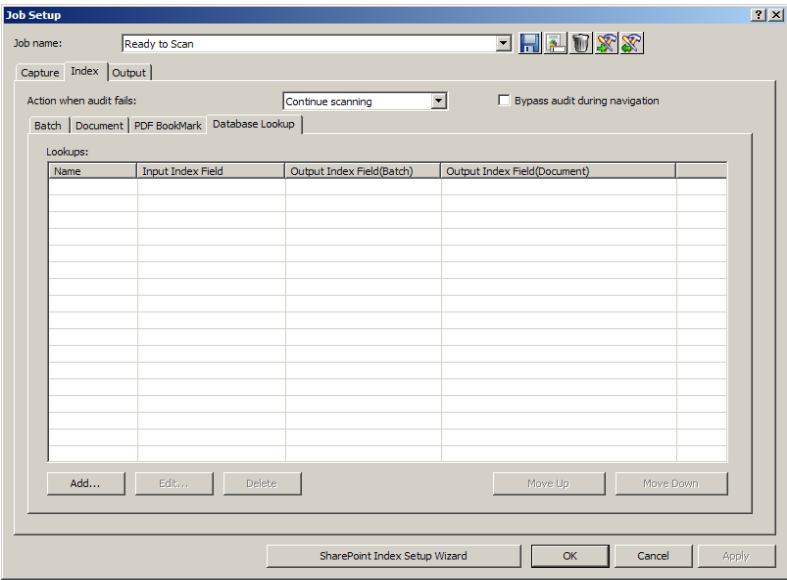 Job Setup
Job name: Ready to Scan
Capture Index Output
Action when audit fails: Continue scanning Bypass audit during navigation
Batch Document PDF BookMark Database Lookup
Lookups:
Name Input Index Field Output Index Field(Batch) Output Index Field(Document)
Add... Edit... Delete Move Up Move Down
SharePoint Index Setup Wizard OK Cancel Apply